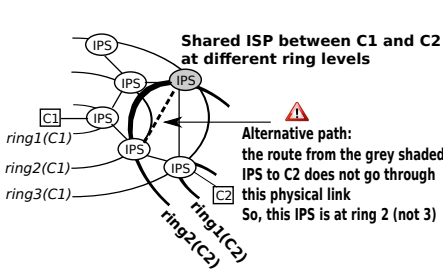 Shared ISP between C1 and C2
at different ring levels
IPS
IPS
IPS
C1
IPS
ring1(C1)
IPS
ring2(C1)
IPS
ring3(C1)
C2
ring1(C2)
ring2(C2)
Alternative path:
the route from the grey shaded
IPS to C2 does not go through
this physical link
So, this IPS is at ring 2 (not 3)